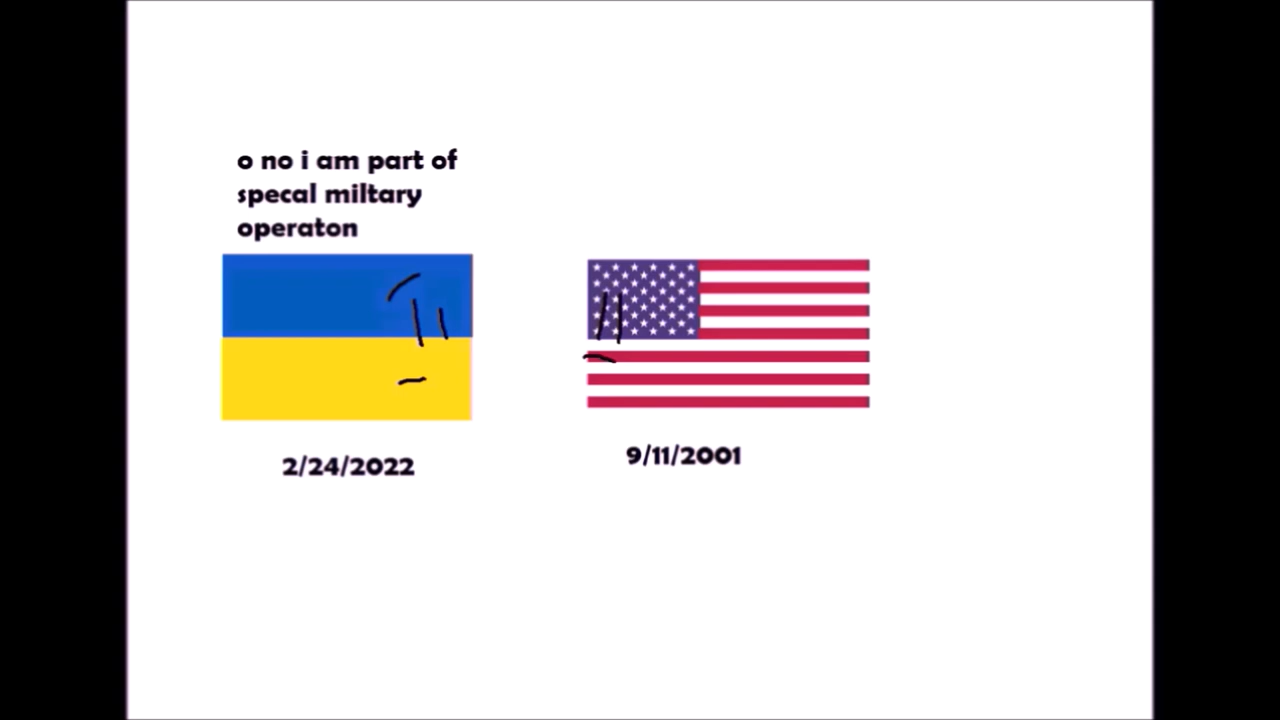 o no i am part of
specal miltary
operaton
2/24/2022
9/11/2001